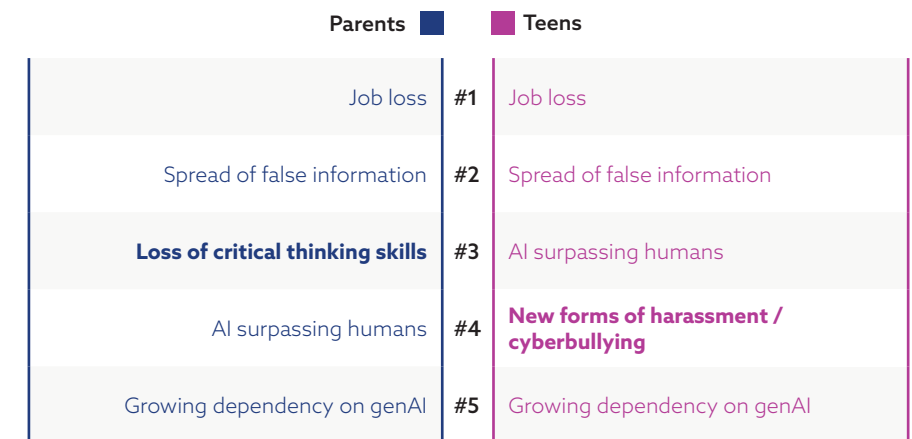 Parents Teens
Job loss #1 Job loss
Spread of false information #2 Spread of false information
Loss of critical thinking skills #3 AI surpassing humans
AI surpassing humans #4 New forms of harassment /
cyberbullying
Growing dependency on genAI #5 Growing dependency on genAI